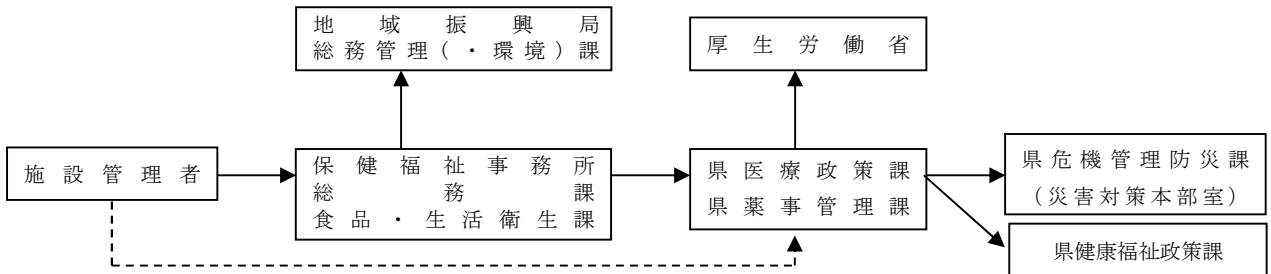 地域振興局
総務管理(・環境)課
厚生労働省
施設管理者
保健福祉事務所
総務課
食品・生活衛生課
県医療政策課
県薬事管理課
県危機管理防災課
(災害対策本部室)
県健康福祉政策課